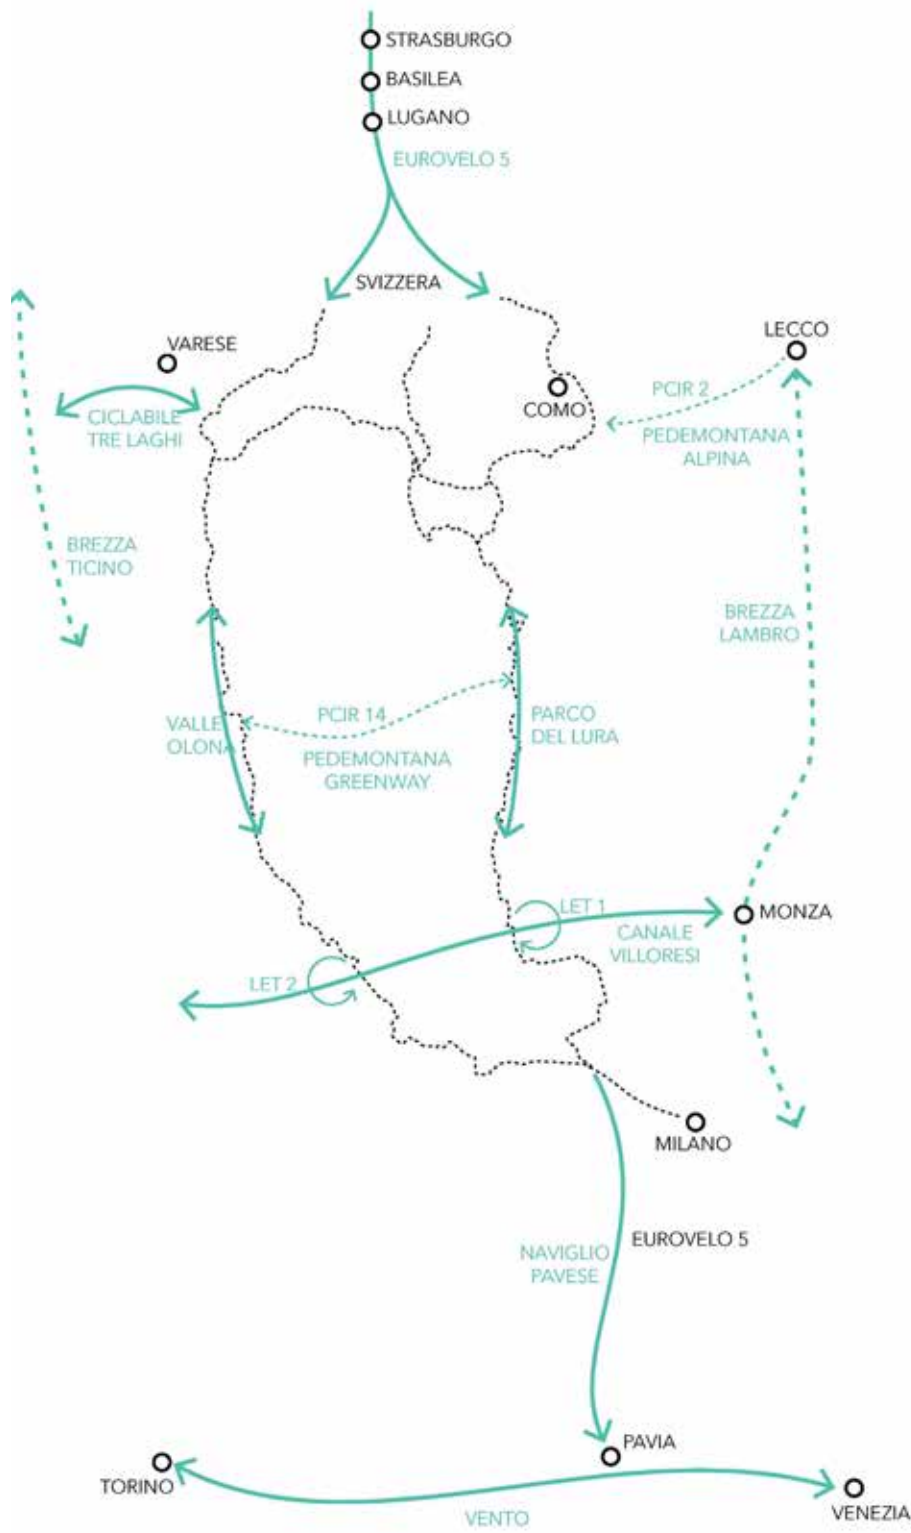 STRASBURGO
BASILEA
LUGANO
EUROVELO 5
SVIZZERA
VARESE
LECCO
PCIR 2
COMO
CICLABILE
TRE LAGHI
PEDEMONTANA
ALPINA
BREZZA
TICINO
BREZZA
LAMBRO
VALLE
OLONA
PCIR 14
PEDEMONTANA
GREENWAY
PARCO
DEL LURA
LET 1
MONZA
CANALE
VILLORESI
LET 2
MILANO
EUROVELO 5
NAVIGLIO
PAVESE
PAVIA
TORINO
VENEZIA
VENTO